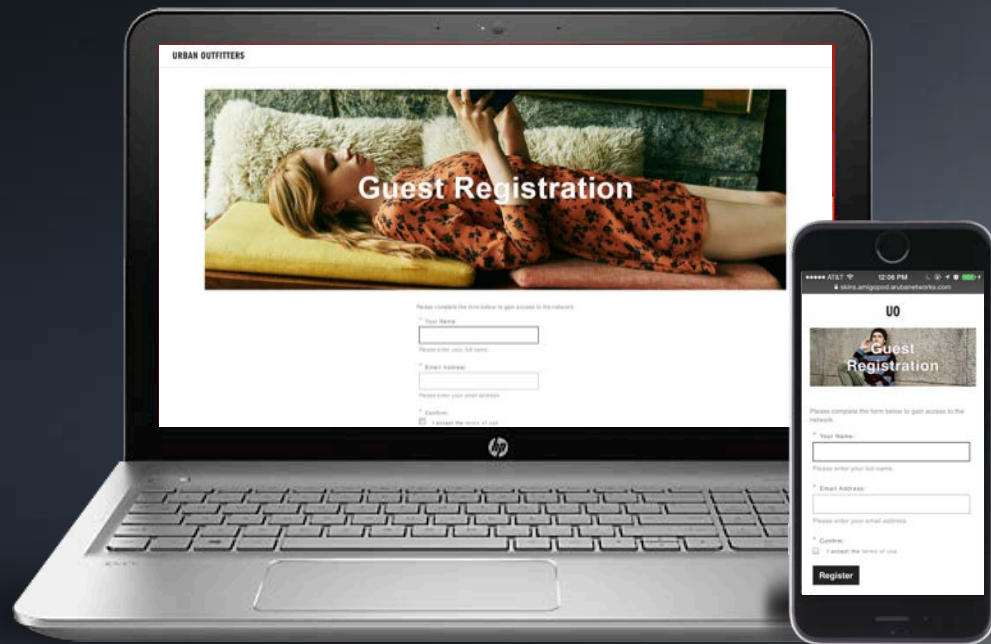 URBAN OUTFITTERS
Guest Registration
Please complete the form below to gain access to the network.
* Your Name:
Please enter your full name.
* Email Address:
Please enter your email address.
* Confirm:
I accept the terms of use
hp
AT&T 12:06 PM
skins.amigopod.arubanetworks.com
UO
Guest
Registration
Please complete the form below to gain access to the
network.
* Your Name:
Please enter your full name.
* Email Address:
Please enter your email address.
* Confirm:
I accept the terms of use
Register